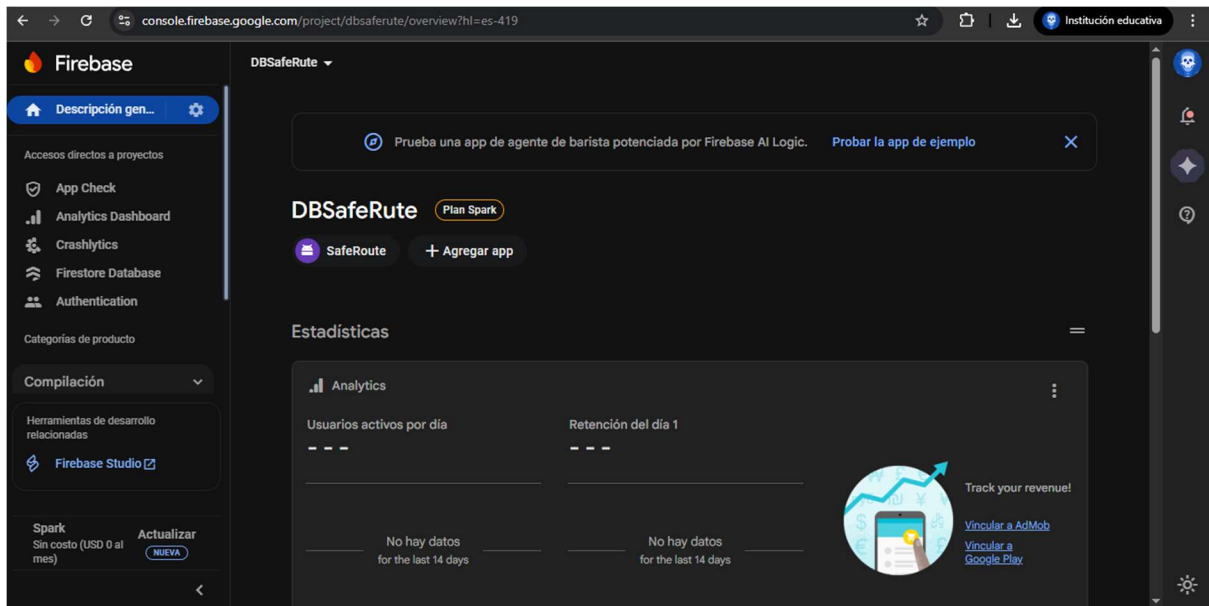 console.firebase.google.com/project/dbsaferute/overview?hl=es-419
Institución educativa
Firebase
DBSafeRute
Descripción gen...
Prueba una app de agente de barista potenciada por Firebase AI Logic. Probar la app de ejemplo
Accesos directos a proyectos
App Check
Analytics Dashboard
Crashlytics
Firestore Database
Authentication
Categorías de producto
Compilación
Herramientas de desarrollo
relacionadas
Firebase Studio
Spark
Sin costo (USD 0 al
mes)
Actualizar
NUEVA
DBSafeRute
Plan Spark
SafeRoute
Agregar app
Estadísticas
Analytics
Usuarios activos por día
- - -
No hay datos
for the last 14 days
Retención del día 1
- - -
No hay datos
for the last 14 days
Track your revenue!
Vincular a AdMob
Vincular a
Google Play